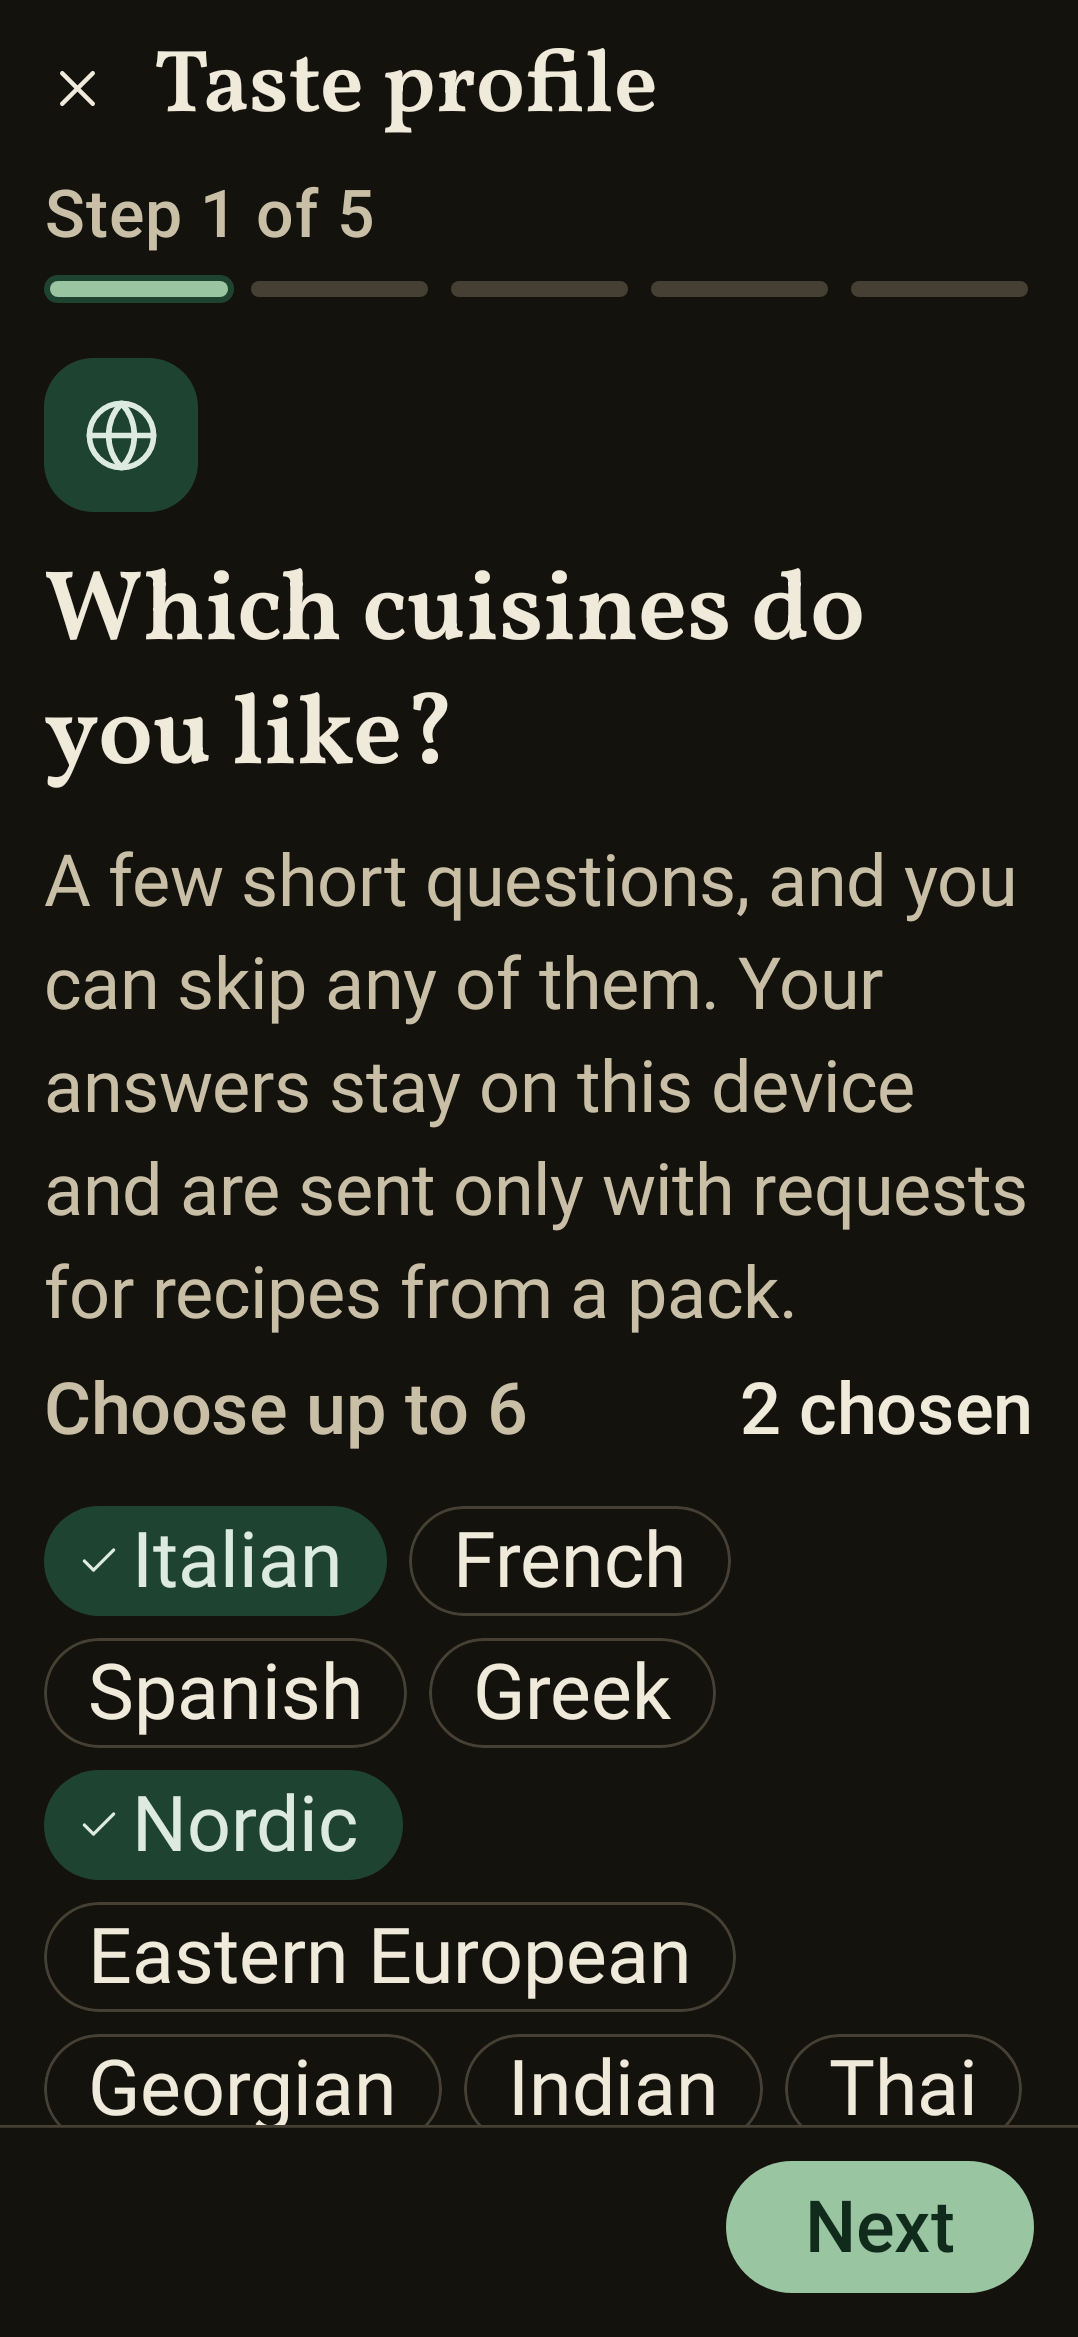 Taste profile
Step 1 of 5
Which cuisines do
you like?
A few short questions, and you
can skip any of them. Your
answers stay on this device
and are sent only with requests
for recipes from a pack.
Choose up to 6 2 chosen
Italian French
Spanish Greek
Nordic
Eastern European
Georgian Indian Thai
Next